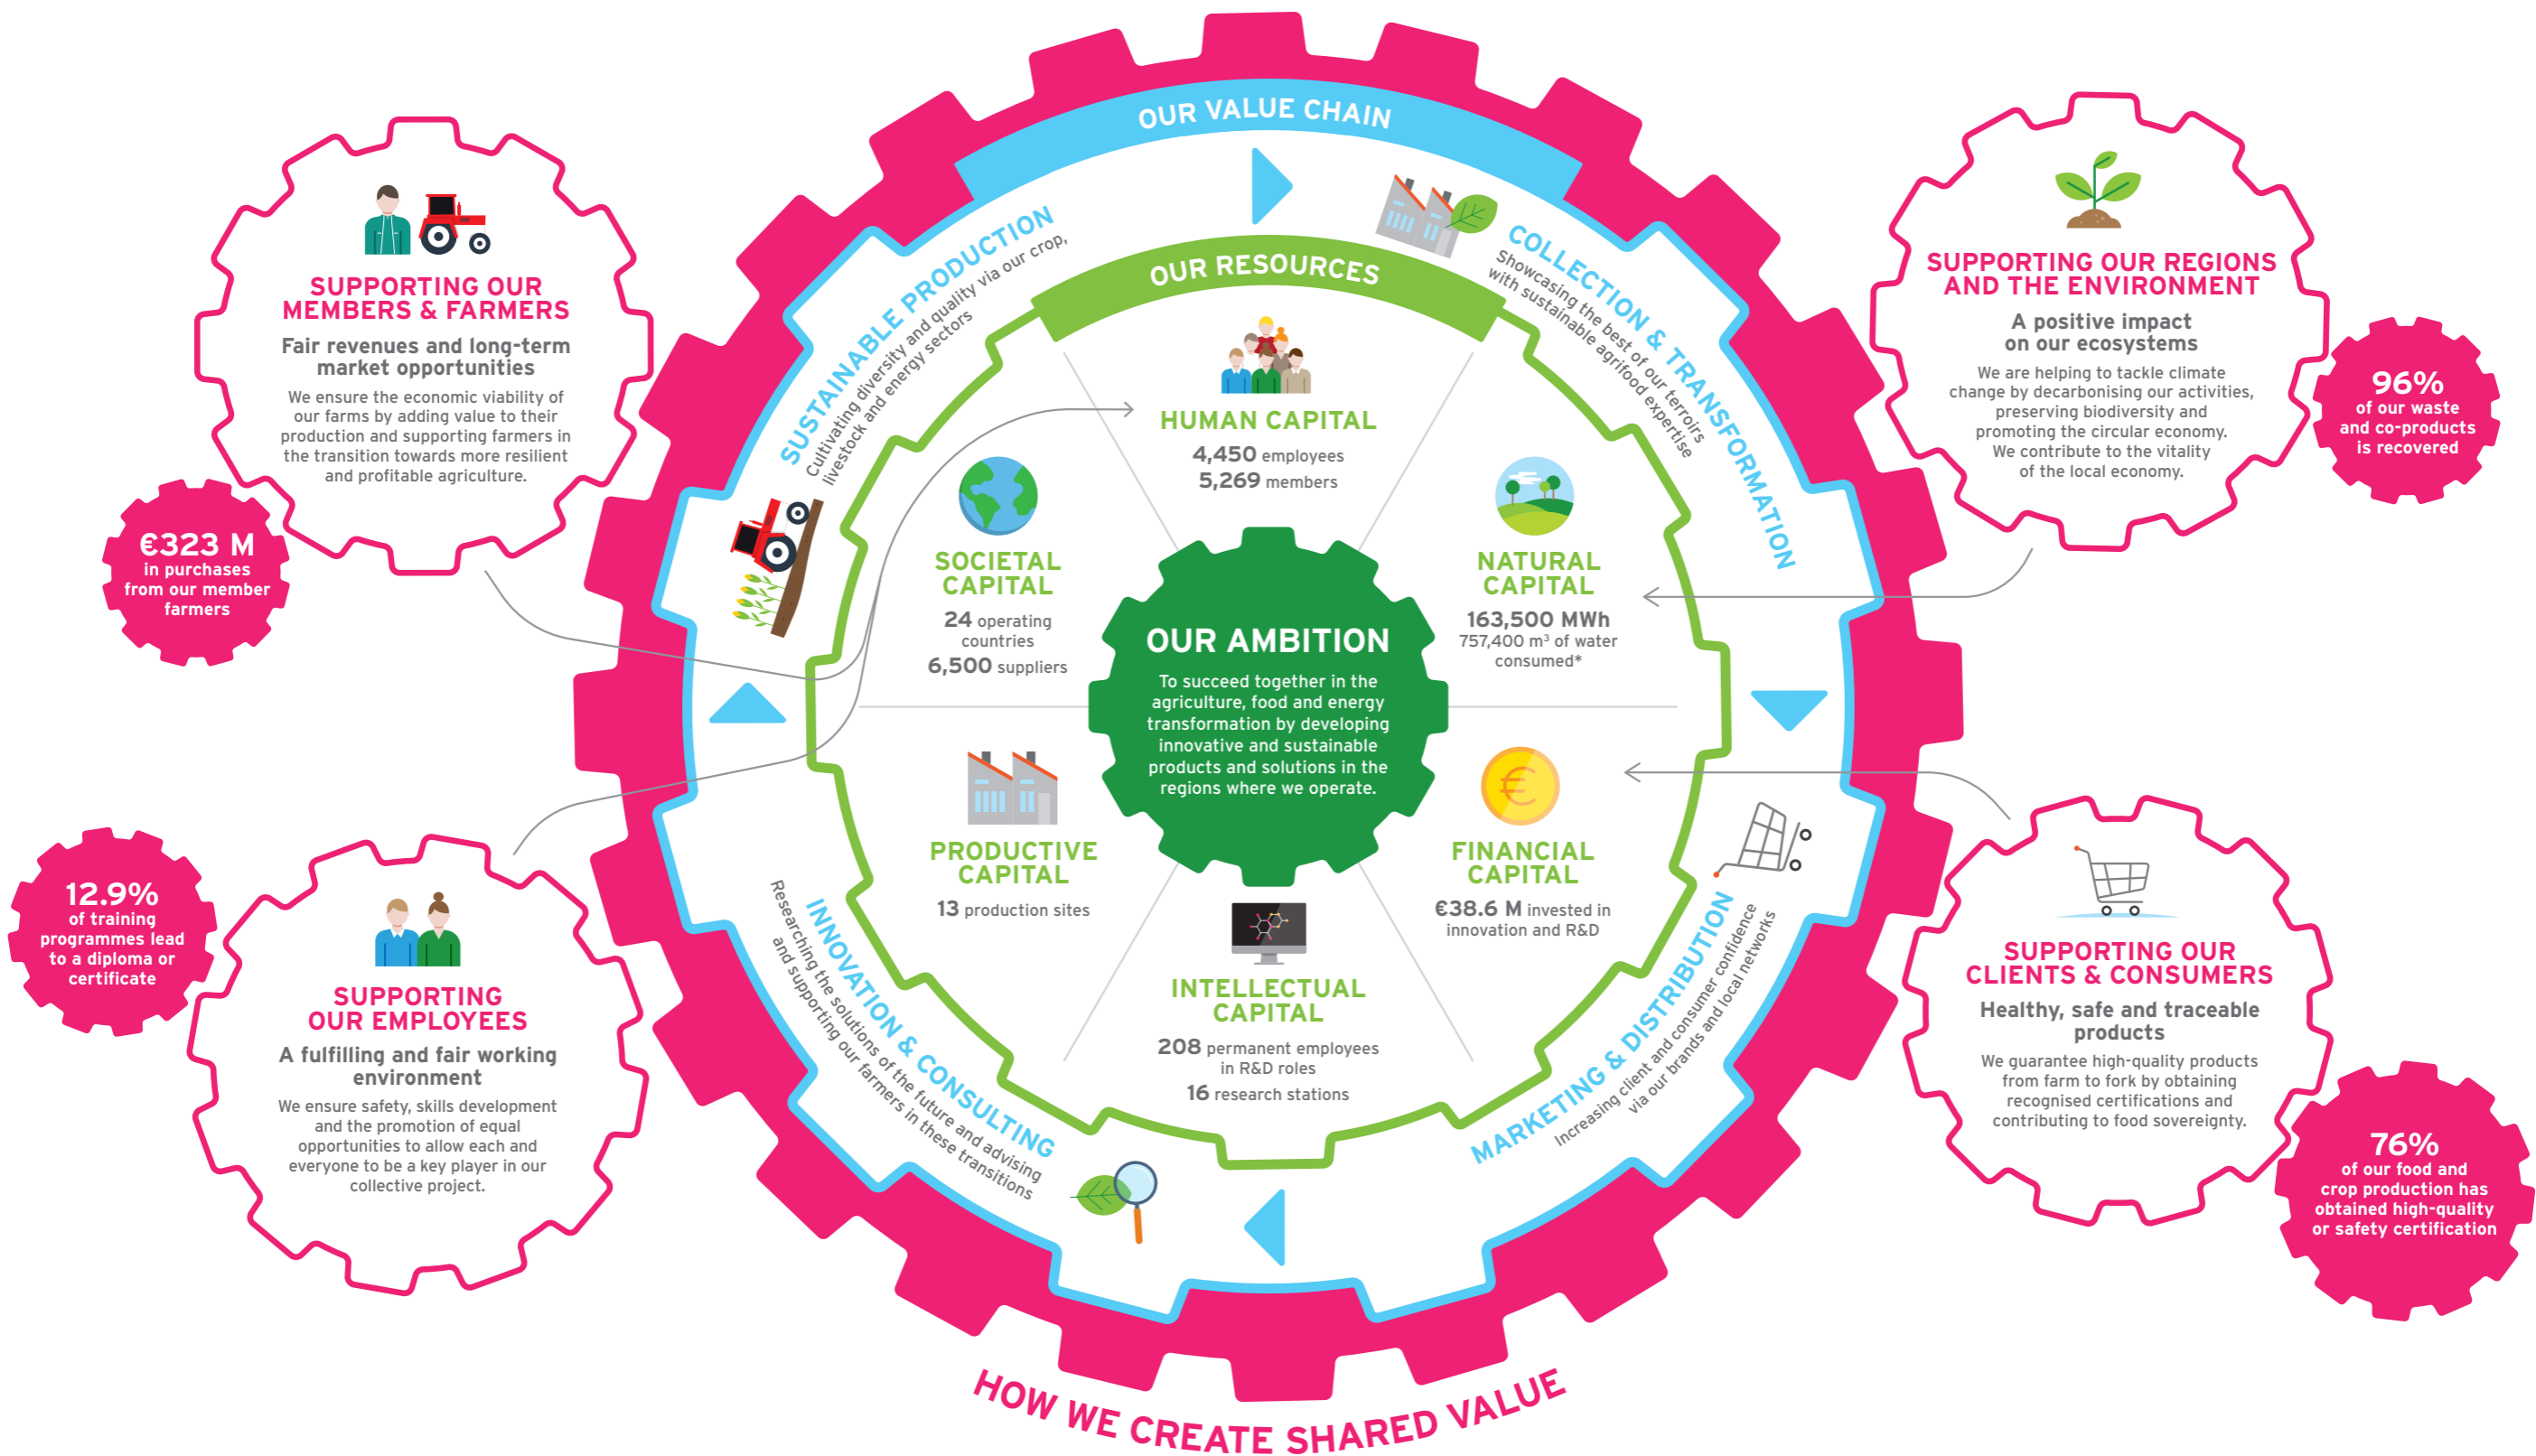 OUR VALUE CHAIN
SUSTAINABLE PRODUCTION
Cultivating diversity and quality via our crop,
livestock and energy sectors
COLLECTION & TRANSFORMATION
Showcasing the best of our terroirs
with sustainable agrifood expertise
MARKETING & DISTRIBUTION
Increasing client and consumer confidence
via our brands and local networks
INNOVATION & CONSULTING
Researching the solutions of the future and advising
and supporting our farmers in these transitions
OUR RESOURCES
HUMAN CAPITAL
4,450 employees
5,269 members
NATURAL
CAPITAL
163,500 MWh
757,400 m³ of water
consumed*
FINANCIAL
CAPITAL
€38.6 M invested in
innovation and R&D
INTELLECTUAL
CAPITAL
208 permanent employees
in R&D roles
16 research stations
PRODUCTIVE
CAPITAL
13 production sites
SOCIETAL
CAPITAL
24 operating
countries
6,500 suppliers
OUR AMBITION
To succeed together in the
agriculture, food and energy
transformation by developing
innovative and sustainable
products and solutions in the
regions where we operate.
SUPPORTING OUR
MEMBERS & FARMERS
Fair revenues and long-term
market opportunities
We ensure the economic viability of
our farms by adding value to their
production and supporting farmers in
the transition towards more resilient
and profitable agriculture.
€323 M
in purchases
from our member
farmers
12.9%
of training
programmes lead
to a diploma or
certificate
SUPPORTING
OUR EMPLOYEES
A fulfilling and fair working
environment
We ensure safety, skills development
and the promotion of equal
opportunities to allow each and
everyone to be a key player in our
collective project.
SUPPORTING OUR REGIONS
AND THE ENVIRONMENT
A positive impact
on our ecosystems
We are helping to tackle climate
change by decarbonising our activities,
preserving biodiversity and
promoting the circular economy.
We contribute to the vitality
of the local economy.
96%
of our waste
and co-products
is recovered
SUPPORTING OUR
CLIENTS & CONSUMERS
Healthy, safe and traceable
products
We guarantee high-quality products
from farm to fork by obtaining
recognised certifications and
contributing to food sovereignty.
76%
of our food and
crop production has
obtained high-quality
or safety certification
HOW WE CREATE SHARED VALUE
€